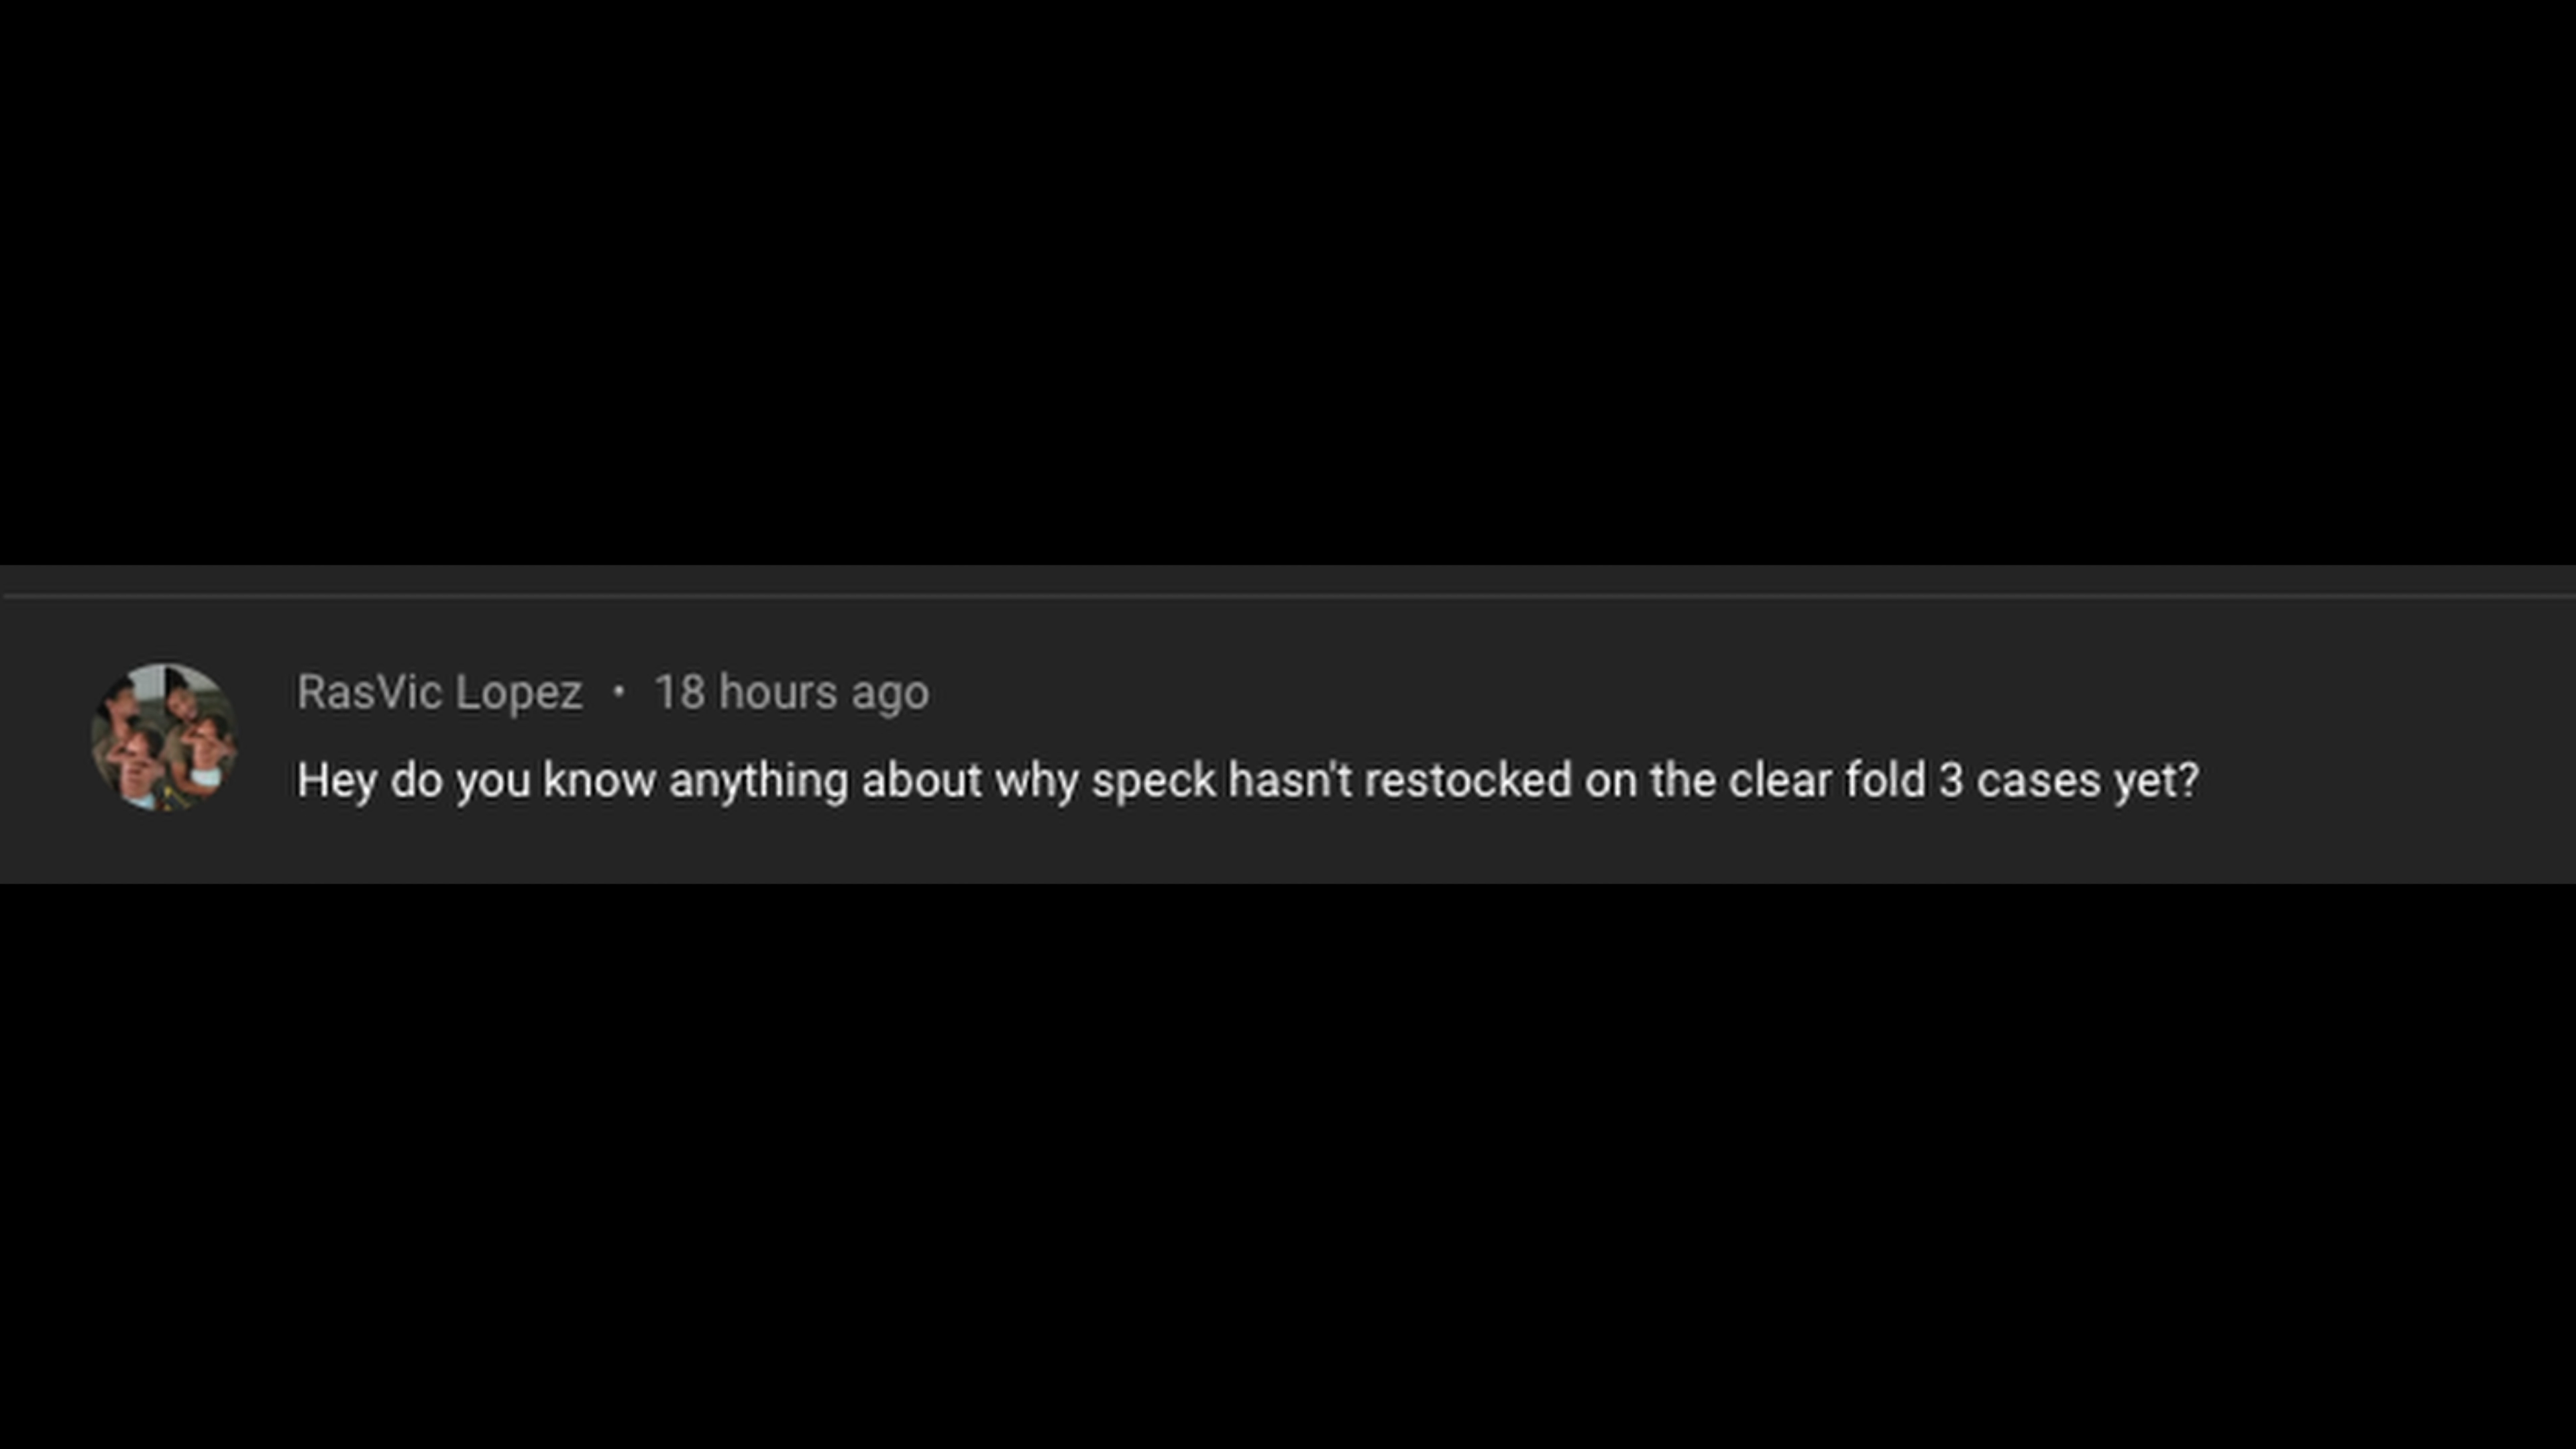 RasVic Lopez • 18 hours ago
Hey do you know anything about why speck hasn't restocked on the clear fold 3 cases yet?